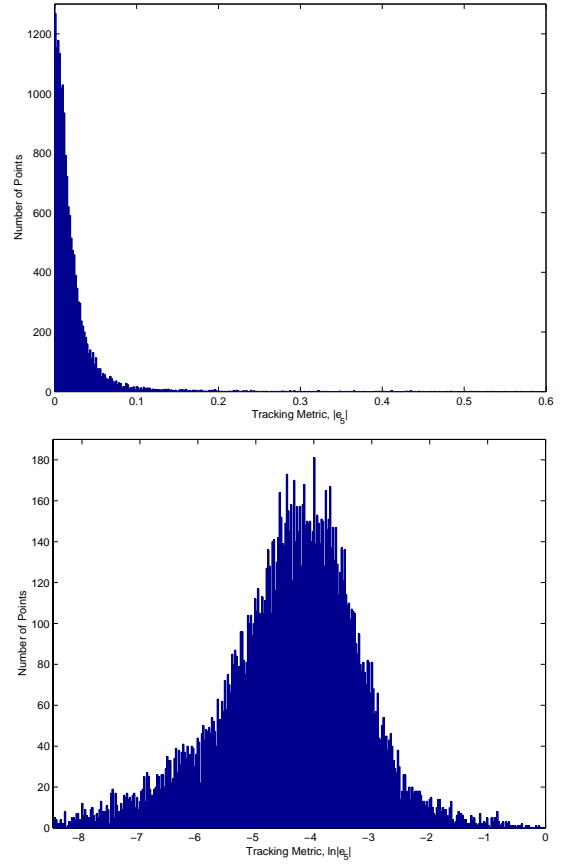 1200
1000
800
600
400
200
0
Number of Points
0 0.1 0.2 0.3 0.4 0.5 0.6
Tracking Metric, |e5|
180
160
140
120
100
80
60
40
20
0
Number of Points
−8 −7 −6 −5 −4 −3 −2 −1 0
Tracking Metric, ln|e5|